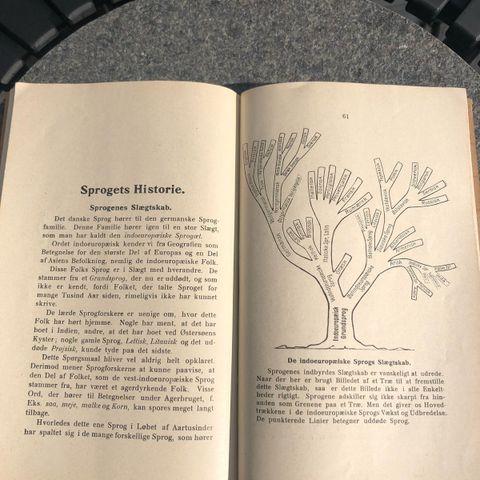 Sprogets Historie.
Sprogenes Slægtskab.
Det danske Sprog hører til den germanske Sprog-
familie. Denne Familie hører igen til en stor Slægt,
som man har kaldt den indoeuropæiske Sprogæt.
Ordet indoeuropæisk kender vi fra Geografien som
Betegnelse for den største Del af Europas og en Del
af Asiens Befolkning, nemlig de indoeuropæiske Folk.
Disse Folks Sprog er i Slægt med hverandre. De
stammer fra et Grundsprog, der nu er uddødt, og som
ikke er kendt, fordi Folket, der talte Sproget for
mange Tusind Aar siden, rimeligvis ikke har kunnet
skrive.
De lærde Sprogforskere er uenige om, hvor dette
Folk har hørt hjemme. Nogle har ment, at det har
boet i Indien, andre, at det har boet ved Østersøens
Kyster; nogle gamle Sprog, Lettisk, Litauisk og det ud-
døde Prøjsisk, kunde tyde paa det sidste.
Dette Spørgsmaal vil aldrig helt opklaret.
Derimod mener Sprogforskerne at kunne paavise, at
den Del af Folket, som de vest-indoeuropæiske Sprog
stammer fra, har været et agerdyrkende Folk. Visse
Ord, der hører til Betegnelser under Agerbruget, f.
Eks. saa, meje, malke og Korn, kan spores meget langt
tilbage.
Hvorledes dette ene Sprog i Løbet af Aartusinder
har spaltet sig i de mange forskellige Sprog, som hører
61
Indoeuropæisk
Grundsprog
De indoeuropæiske Sprogs Slægtskab.
Sprogenes indbyrdes Slægtskab er vanskeligt at udrede.
Naar der her er brugt Billedet af et Træ til at fremstille
dette Slægtskab, saa er dette Billede ikke i alle Enkelt-
heder rigtigt. Sprogene adskiller sig ikke skarpt fra hin-
anden som Grenene paa et Træ. Men det giver os Hoved-
trækkene i de indoeuropæiske Sprogs Vækst og Udbredelse.
De punkterede Linier betegner uddøde Sprog.